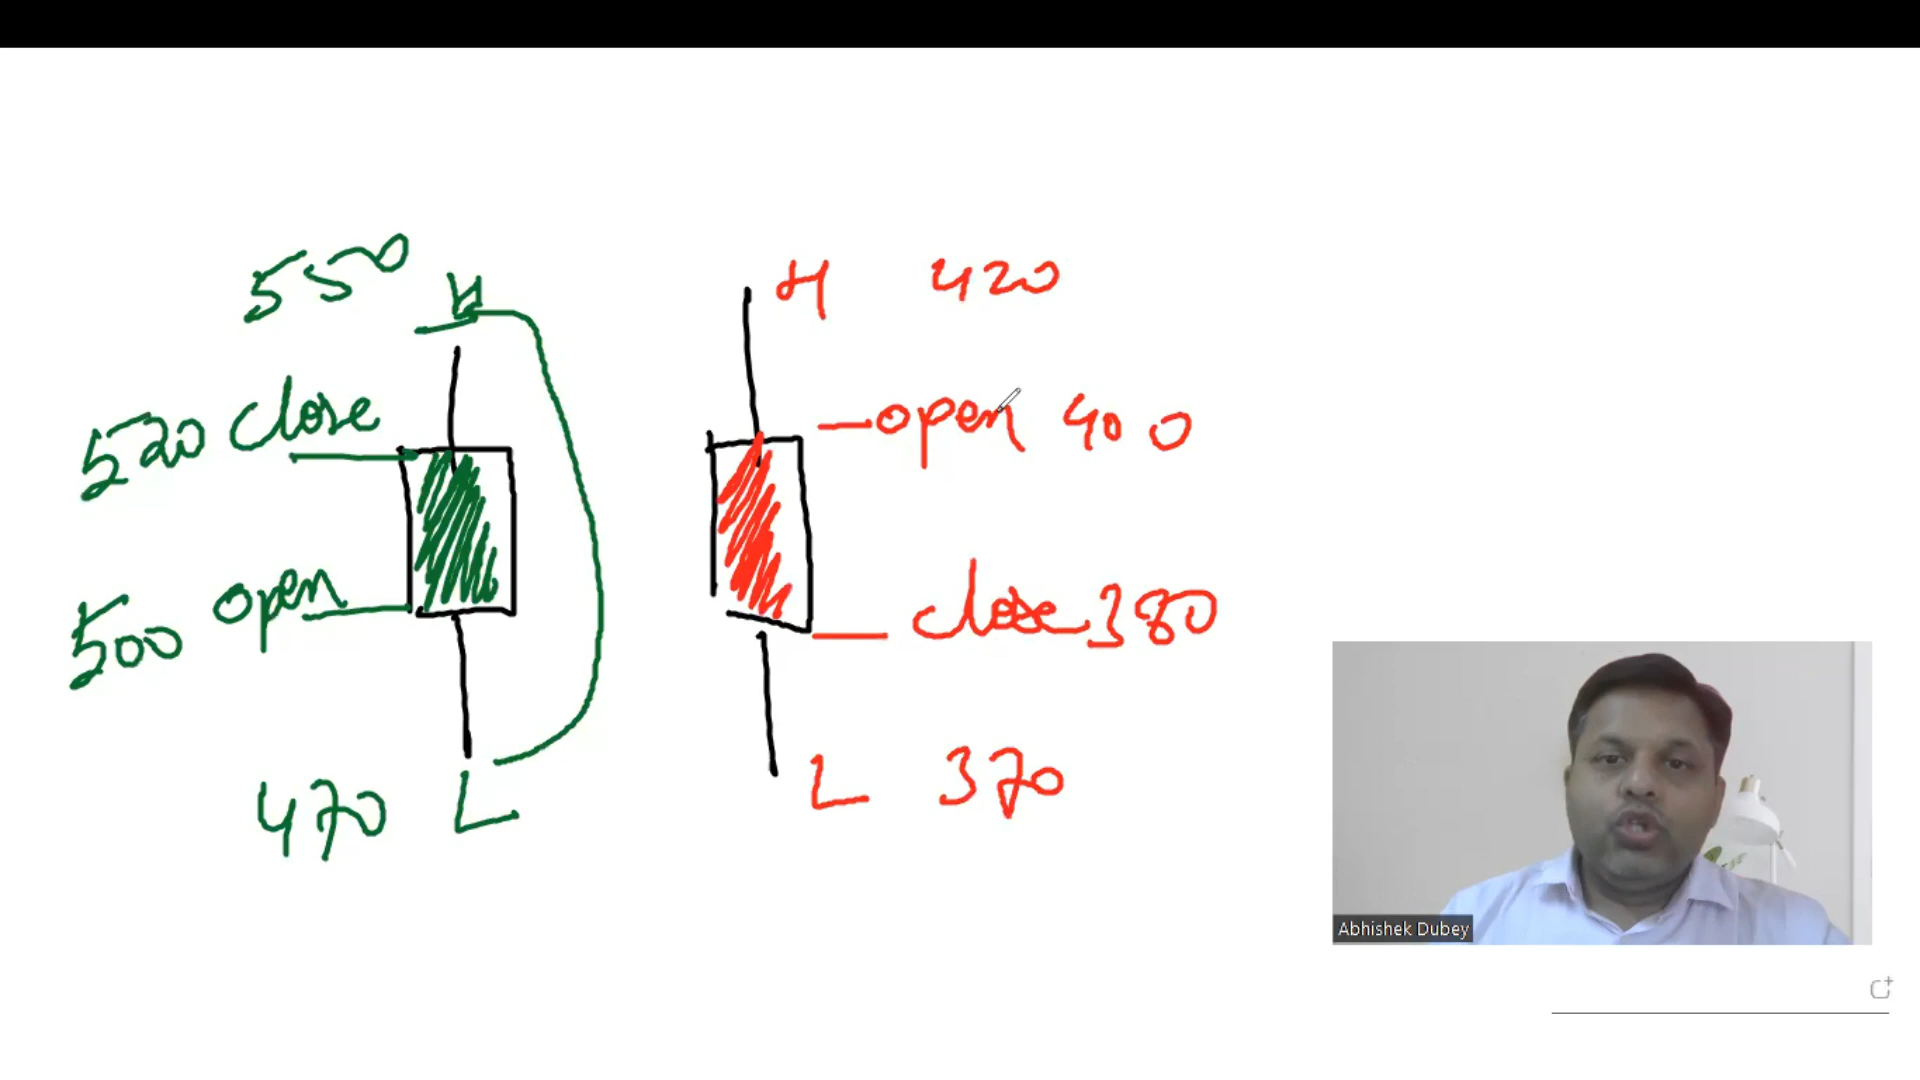 550 H
520 close
500 open
470 L
H 420
open 400
close 380
L 370
Abhishek Dubey